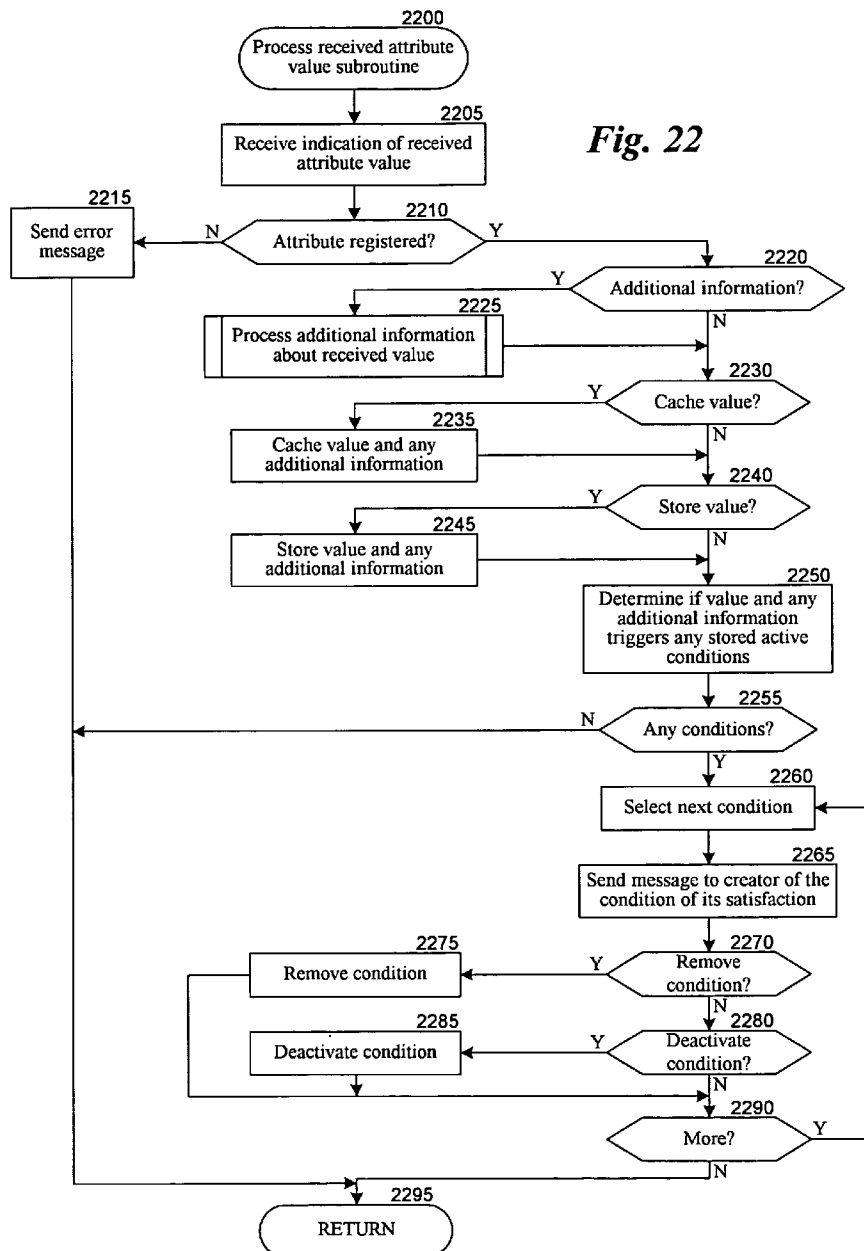 2200
Process received attribute
value subroutine
2205
Receive indication of received
attribute value
Fig. 22
2215
Send error
message
2210
N
Attribute registered?
Y
2220
Y
Additional information?
N
2225
Process additional information
about received value
2230
Y
Cache value?
N
2235
Cache value and any
additional information
2240
Y
Store value?
N
2245
Store value and any
additional information
2250
Determine if value and any
additional information
triggers any stored active
conditions
2255
N
Any conditions?
Y
2260
Select next condition
2265
Send message to creator of the
condition of its satisfaction
2275
Remove condition
2270
Y
Remove
condition?
N
2285
Deactivate condition
2280
Y
Deactivate
condition?
N
2290
More?
Y
N
2295
RETURN